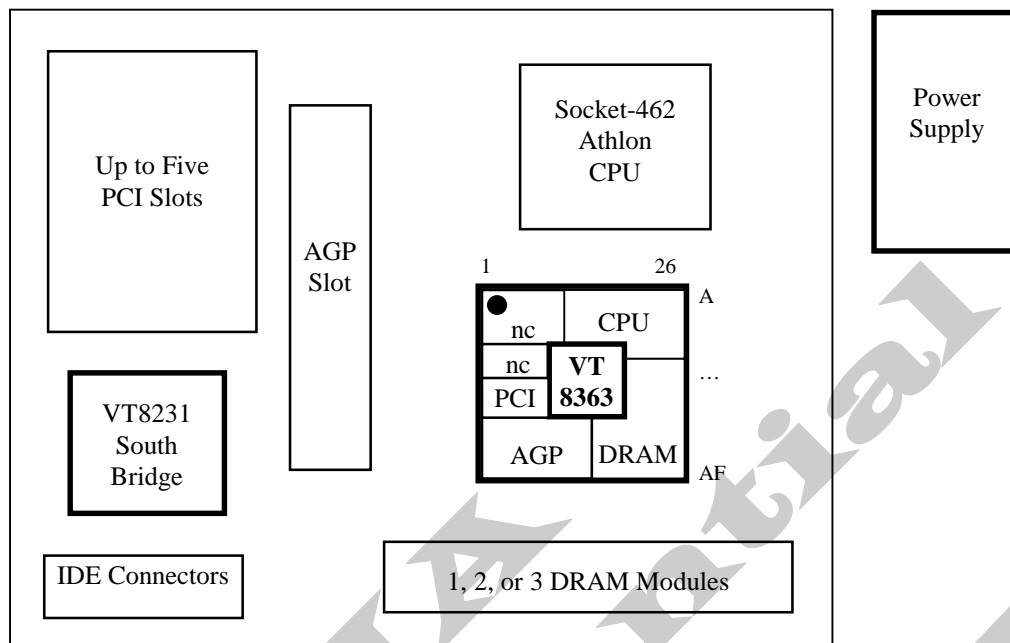 Up to Five
PCI Slots
AGP
Slot
Socket-462
Athlon
CPU
Power
Supply
1
26
A
...
AF
nc
CPU
nc
PCI
VT
8363
AGP
DRAM
VT8231
South
Bridge
IDE Connectors
1, 2, or 3 DRAM Modules